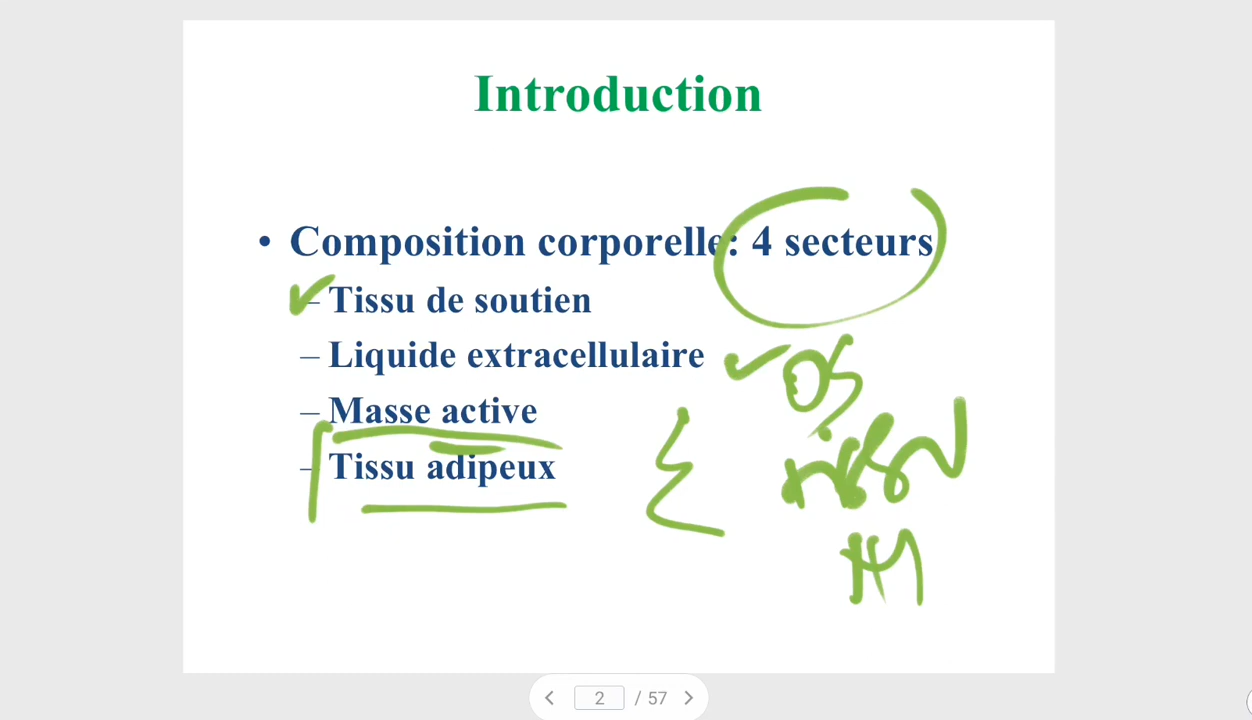 Introduction
• Composition corporelle: 4 secteurs
– Tissu de soutien
– Liquide extracellulaire
OS
– Masse active
– Tissu adipeux
2 / 57